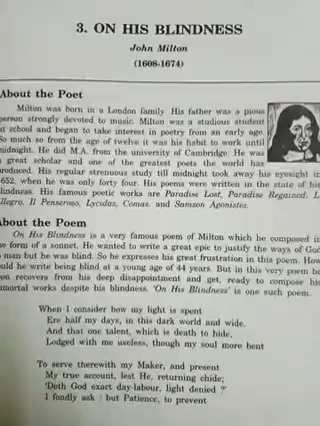 3. ON HIS BLINDNESS
John Milton
(1608-1674)
About the Poet
Milton was born in a London family. His father was a pious
person strongly devoted to music. Milton was a studious student
at school and began to take interest in poetry from an early age.
So much so from the age of twelve it was his habit to work until
midnight. He did M.A. from the university of Cambridge. He was
a great scholar and one of the greatest poets the world has
produced. His regular strenuous study till midnight took away his eyesight in
1652, when he was only forty four. His poems were written in the state of his
blindness. His famous poetic works are Paradise Lost, Paradise Regained, L'
Allegro, Il Penseroso, Lycidas, Comas, and Samson Agonistes.
About the Poem
On His Blindness is a very famous poem of Milton which he composed in
the form of a sonnet. He wanted to write a great epic to justify the ways of God
to man but he was blind. So he expresses his great frustration in this poem. How
could he write being blind at a young age of 44 years. But in this very poem he
soon recovers from his deep disappointment and get, ready to compose his
immortal works despite his blindness. 'On His Blindness' is one such poem.
When I consider how my light is spent
Ere half my days, in this dark world and wide,
And that one talent, which is death to hide,
Lodged with me useless, though my soul more bent
To serve therewith my Maker, and present
My true account, lest He, returning chide;
'Doth God exact day-labour, light denied ?'
I fondly ask : but Patience, to prevent